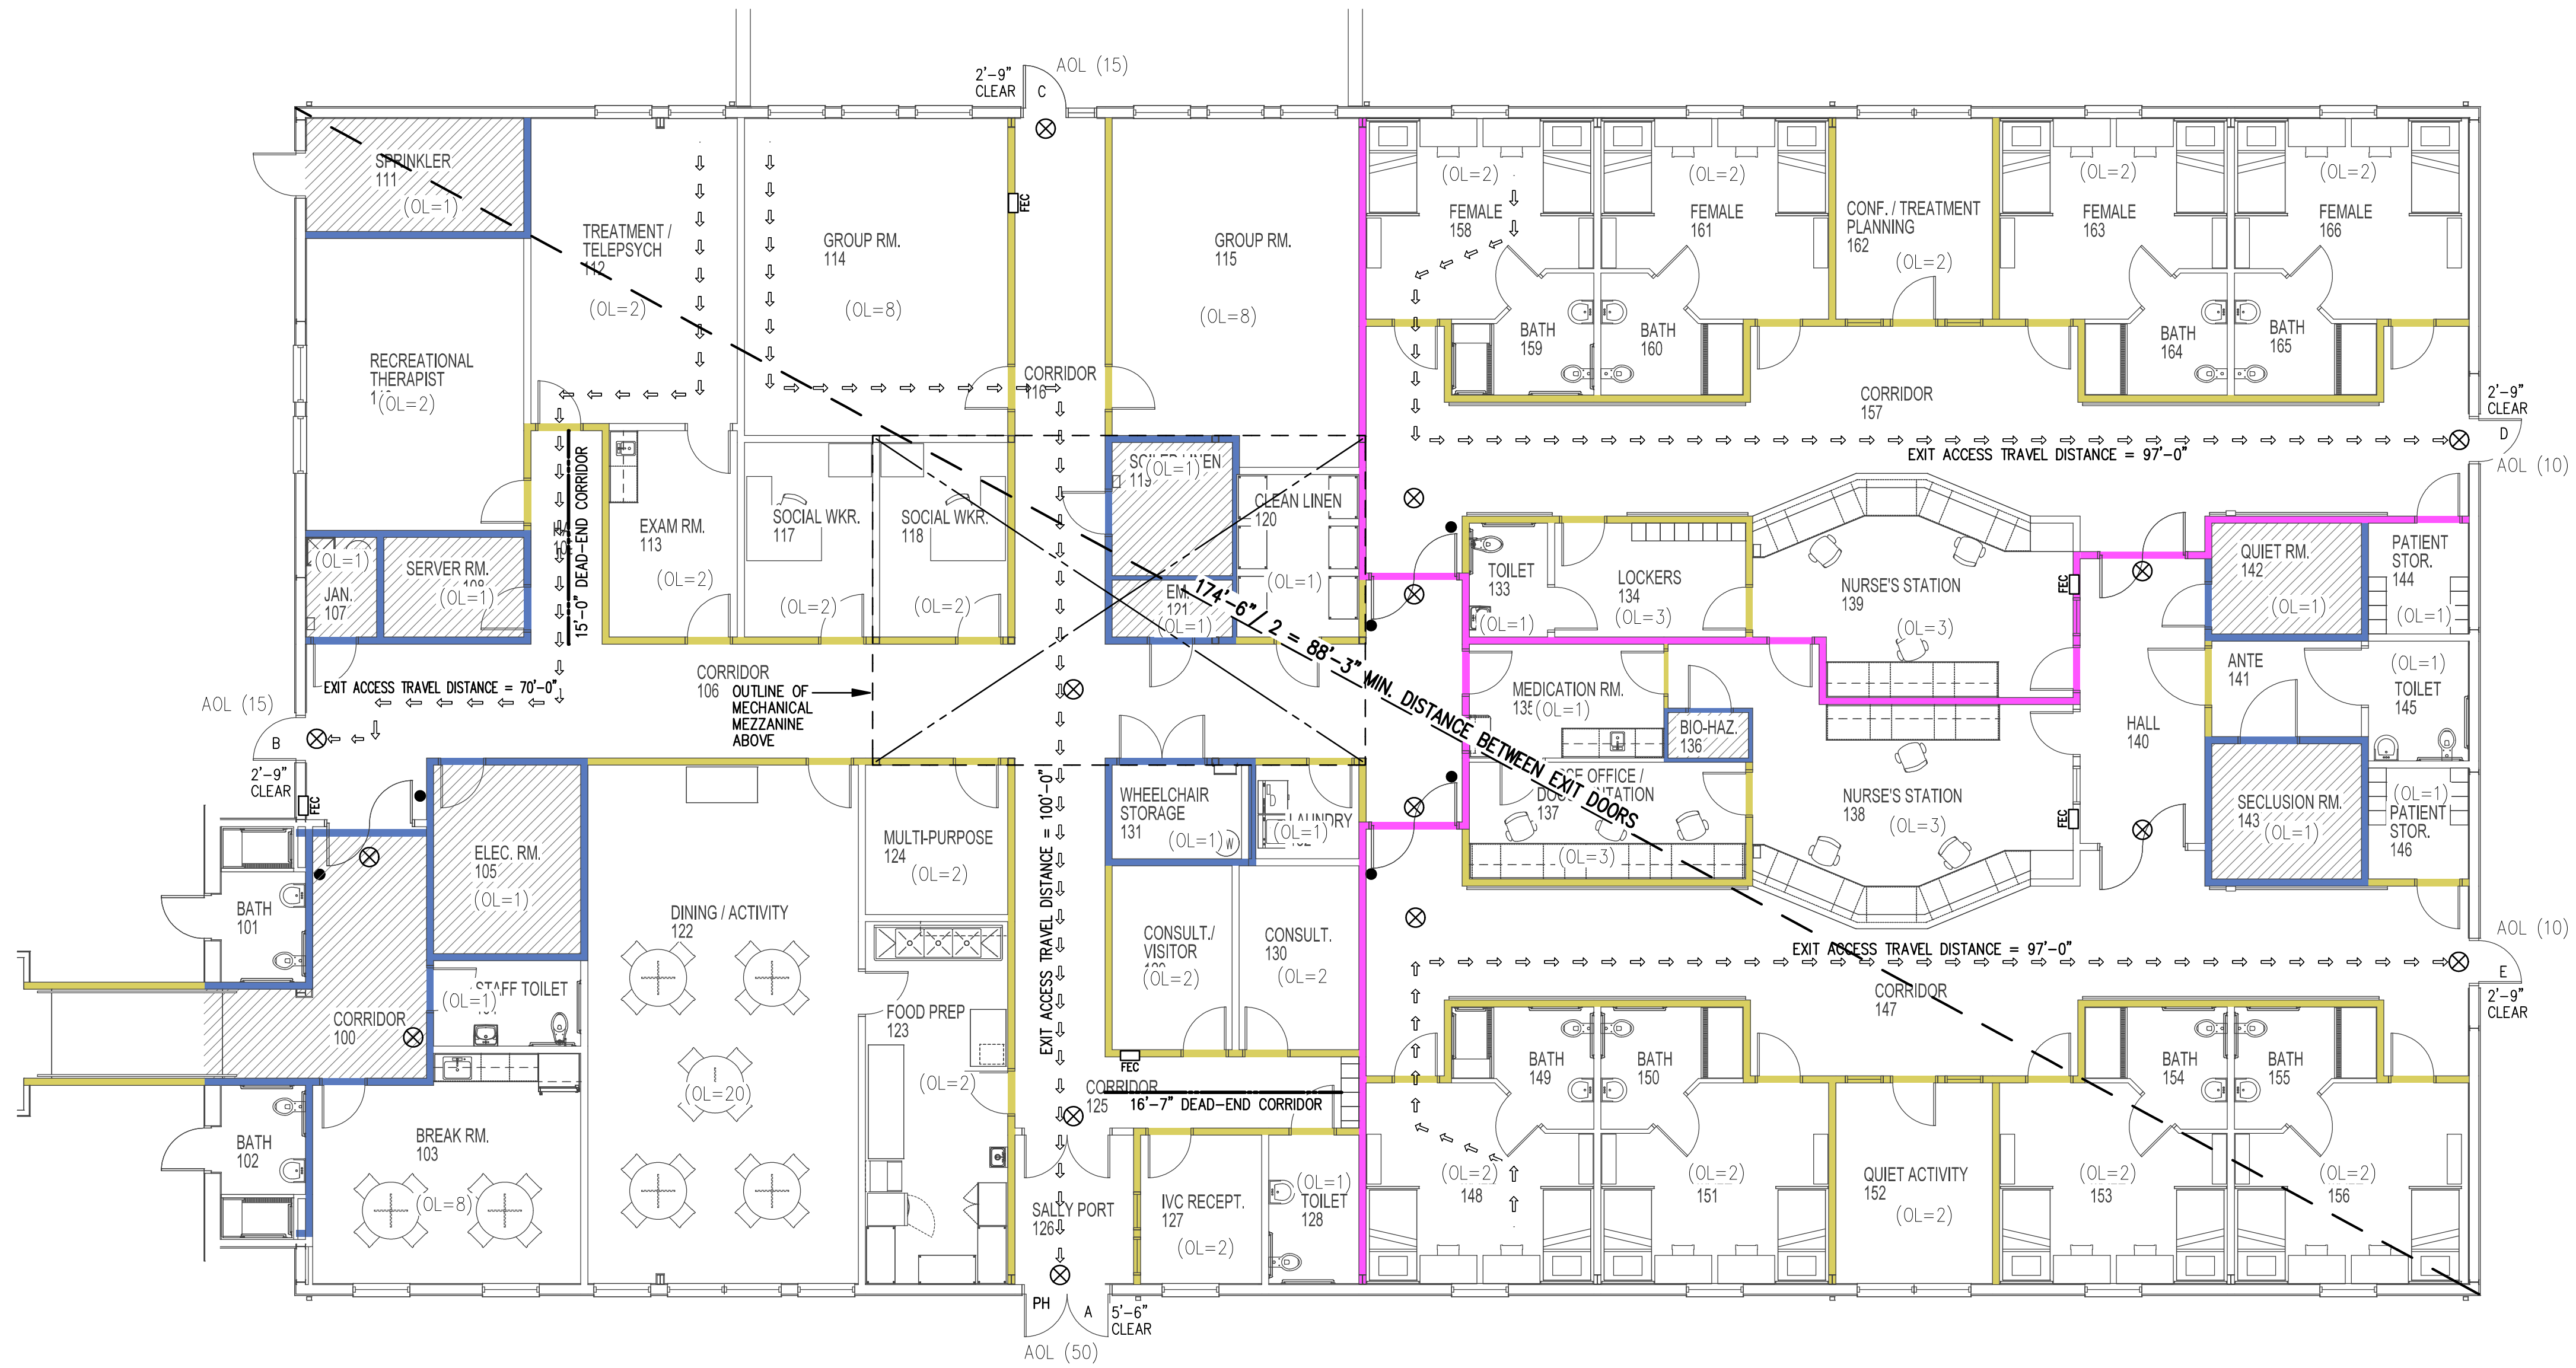 AOL (15)
2'-9"
CLEAR
C
SPRINKLER
111
(OL=1)
TREATMENT /
TELEPSYCH
112
(OL=2)
GROUP RM.
114
(OL=8)
FEC
GROUP RM.
115
(OL=8)
(OL=2)
FEMALE
158
(OL=2)
FEMALE
161
CONF. / TREATMENT
PLANNING
162
(OL=2)
(OL=2)
FEMALE
163
(OL=2)
FEMALE
166
BATH
159
BATH
160
BATH
164
BATH
165
RECREATIONAL
THERAPIST
(OL=2)
CORRIDOR
116
CORRIDOR
157
2'-9"
CLEAR
D
AOL (10)
EXIT ACCESS TRAVEL DISTANCE = 97'-0"
15'-0" DEAD-END CORRIDOR
EXAM RM.
113
(OL=2)
SOCIAL WKR.
117
(OL=2)
SOCIAL WKR.
118
(OL=2)
(OL=1)
119
CLEAN LINEN
120
(OL=1)
EM.
121
(OL=1)
(OL=1)
JAN.
107
SERVER RM.
108
(OL=1)
TOILET
133
(OL=1)
LOCKERS
134
(OL=3)
NURSE'S STATION
139
(OL=3)
FEC
QUIET RM.
142
(OL=1)
PATIENT
STOR.
144
(OL=1)
174'-6"/ 2 = 88'-3" MIN. DISTANCE BETWEEN EXIT DOORS
CORRIDOR
106
OUTLINE OF
MECHANICAL
MEZZANINE
ABOVE
EXIT ACCESS TRAVEL DISTANCE = 70'-0"
AOL (15)
B
2'-9"
CLEAR
FEC
MEDICATION RM.
135
(OL=1)
BIO-HAZ.
136
HALL
140
ANTE
141
(OL=1)
TOILET
145
137
(OL=3)
NURSE'S STATION
138
(OL=3)
FEC
SECLUSION RM.
143
(OL=1)
(OL=1)
PATIENT
STOR.
146
ELEC. RM.
105
(OL=1)
MULTI-PURPOSE
124
(OL=2)
WHEELCHAIR
STORAGE
131
(OL=1)
W
LAUNDRY
(OL=1)
EXIT ACCESS TRAVEL DISTANCE = 100'-0"
BATH
101
DINING / ACTIVITY
122
(OL=20)
CONSULT./
VISITOR
(OL=2)
CONSULT.
130
(OL=2
AOL (10)
E
2'-9"
CLEAR
EXIT ACCESS TRAVEL DISTANCE = 97'-0"
CORRIDOR
147
STAFF TOILET
(OL=1)
CORRIDOR
100
FOOD PREP
123
(OL=2)
FEC
CORRIDOR
125
16'-7" DEAD-END CORRIDOR
BATH
149
BATH
150
BATH
154
BATH
155
BATH
102
BREAK RM.
103
(OL=8)
SALLY PORT
126
IVC RECEPT.
127
(OL=2)
(OL=1)
TOILET
128
(OL=2)
148
(OL=2)
151
QUIET ACTIVITY
152
(OL=2)
(OL=2)
153
(OL=2)
156
PH
A
5'-6"
CLEAR
AOL (50)